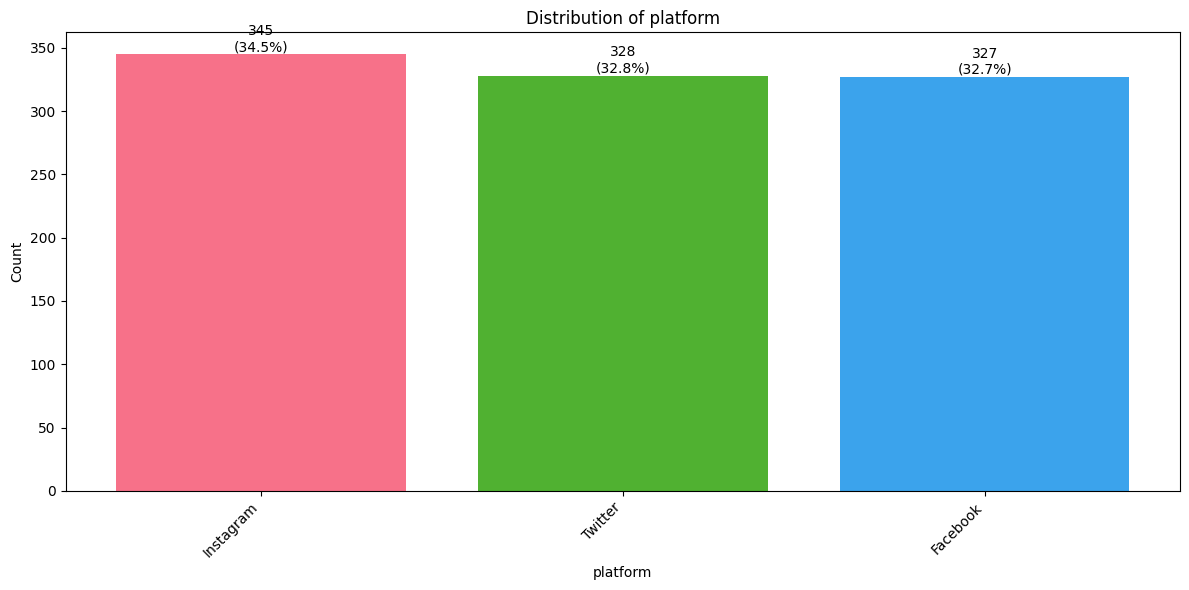 Distribution of platform
345
(34.5%)
328
(32.8%)
327
(32.7%)
350
300
250
200
150
100
50
0
Count
Instagram
Twitter
Facebook
platform